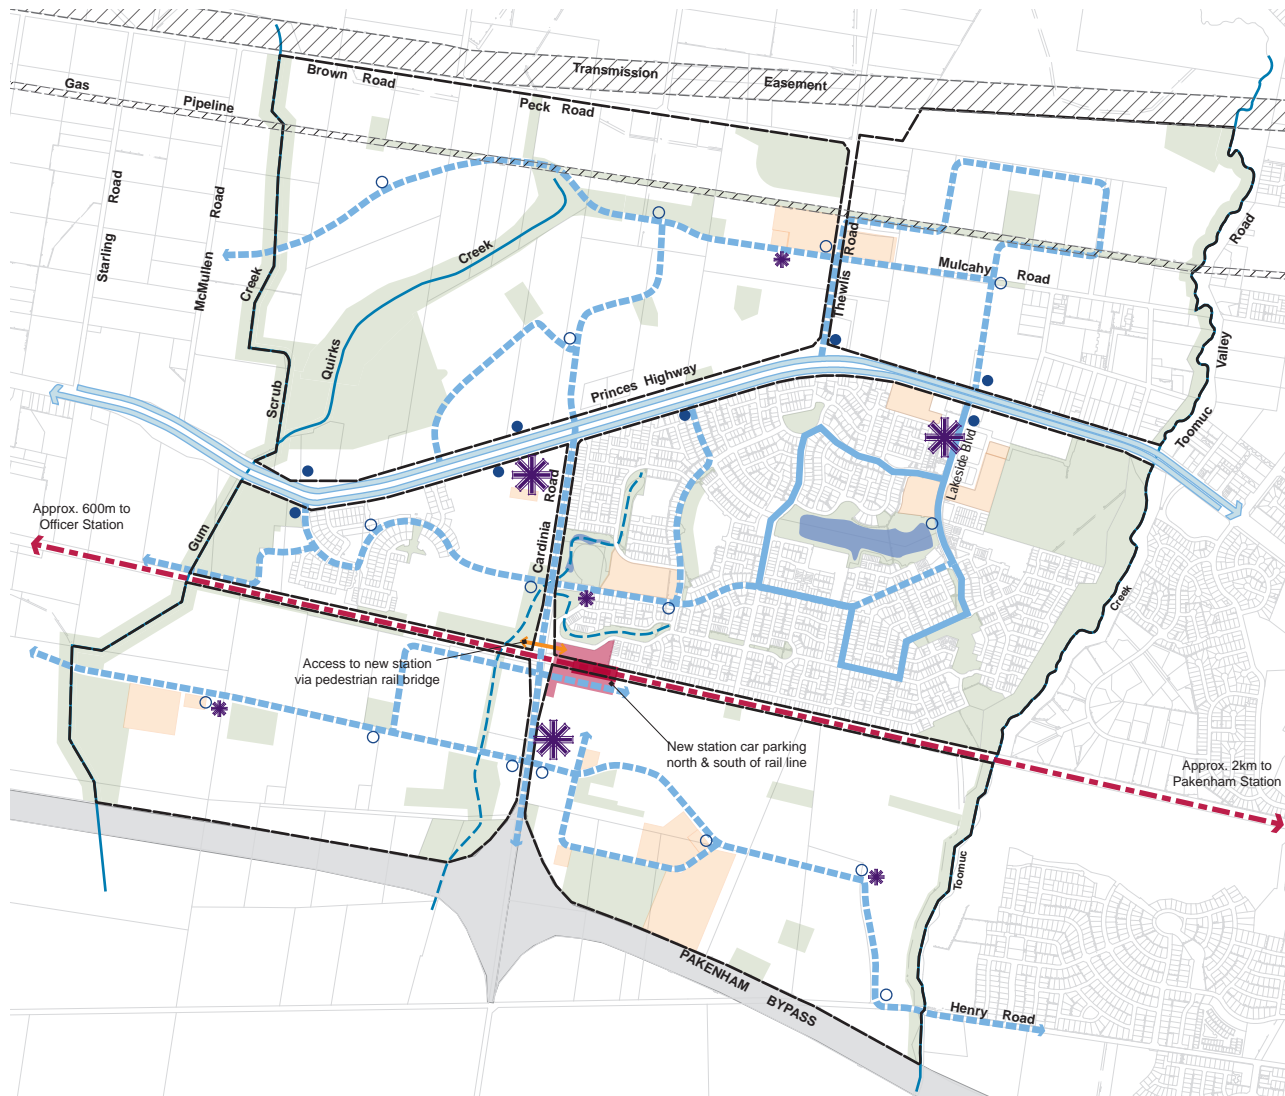 Brown Road
Transmission
Easement
Gas
Pipeline
Peck Road
Starling Road
McMullen Road
Creek
Scrub
Gum
Quirks
Creek
Thewlis Road
Mulcahy Road
Road
Valley
Toomuc
Princes Highway
Lakeside Blvd
Cardinia Road
Approx. 600m to
Officer Station
Creek
Access to new station
via pedestrian rail bridge
New station car parking
north & south of rail line
Approx. 2km to
Pakenham Station
Toomuc
PAKENHAM BYPASS
Henry Road